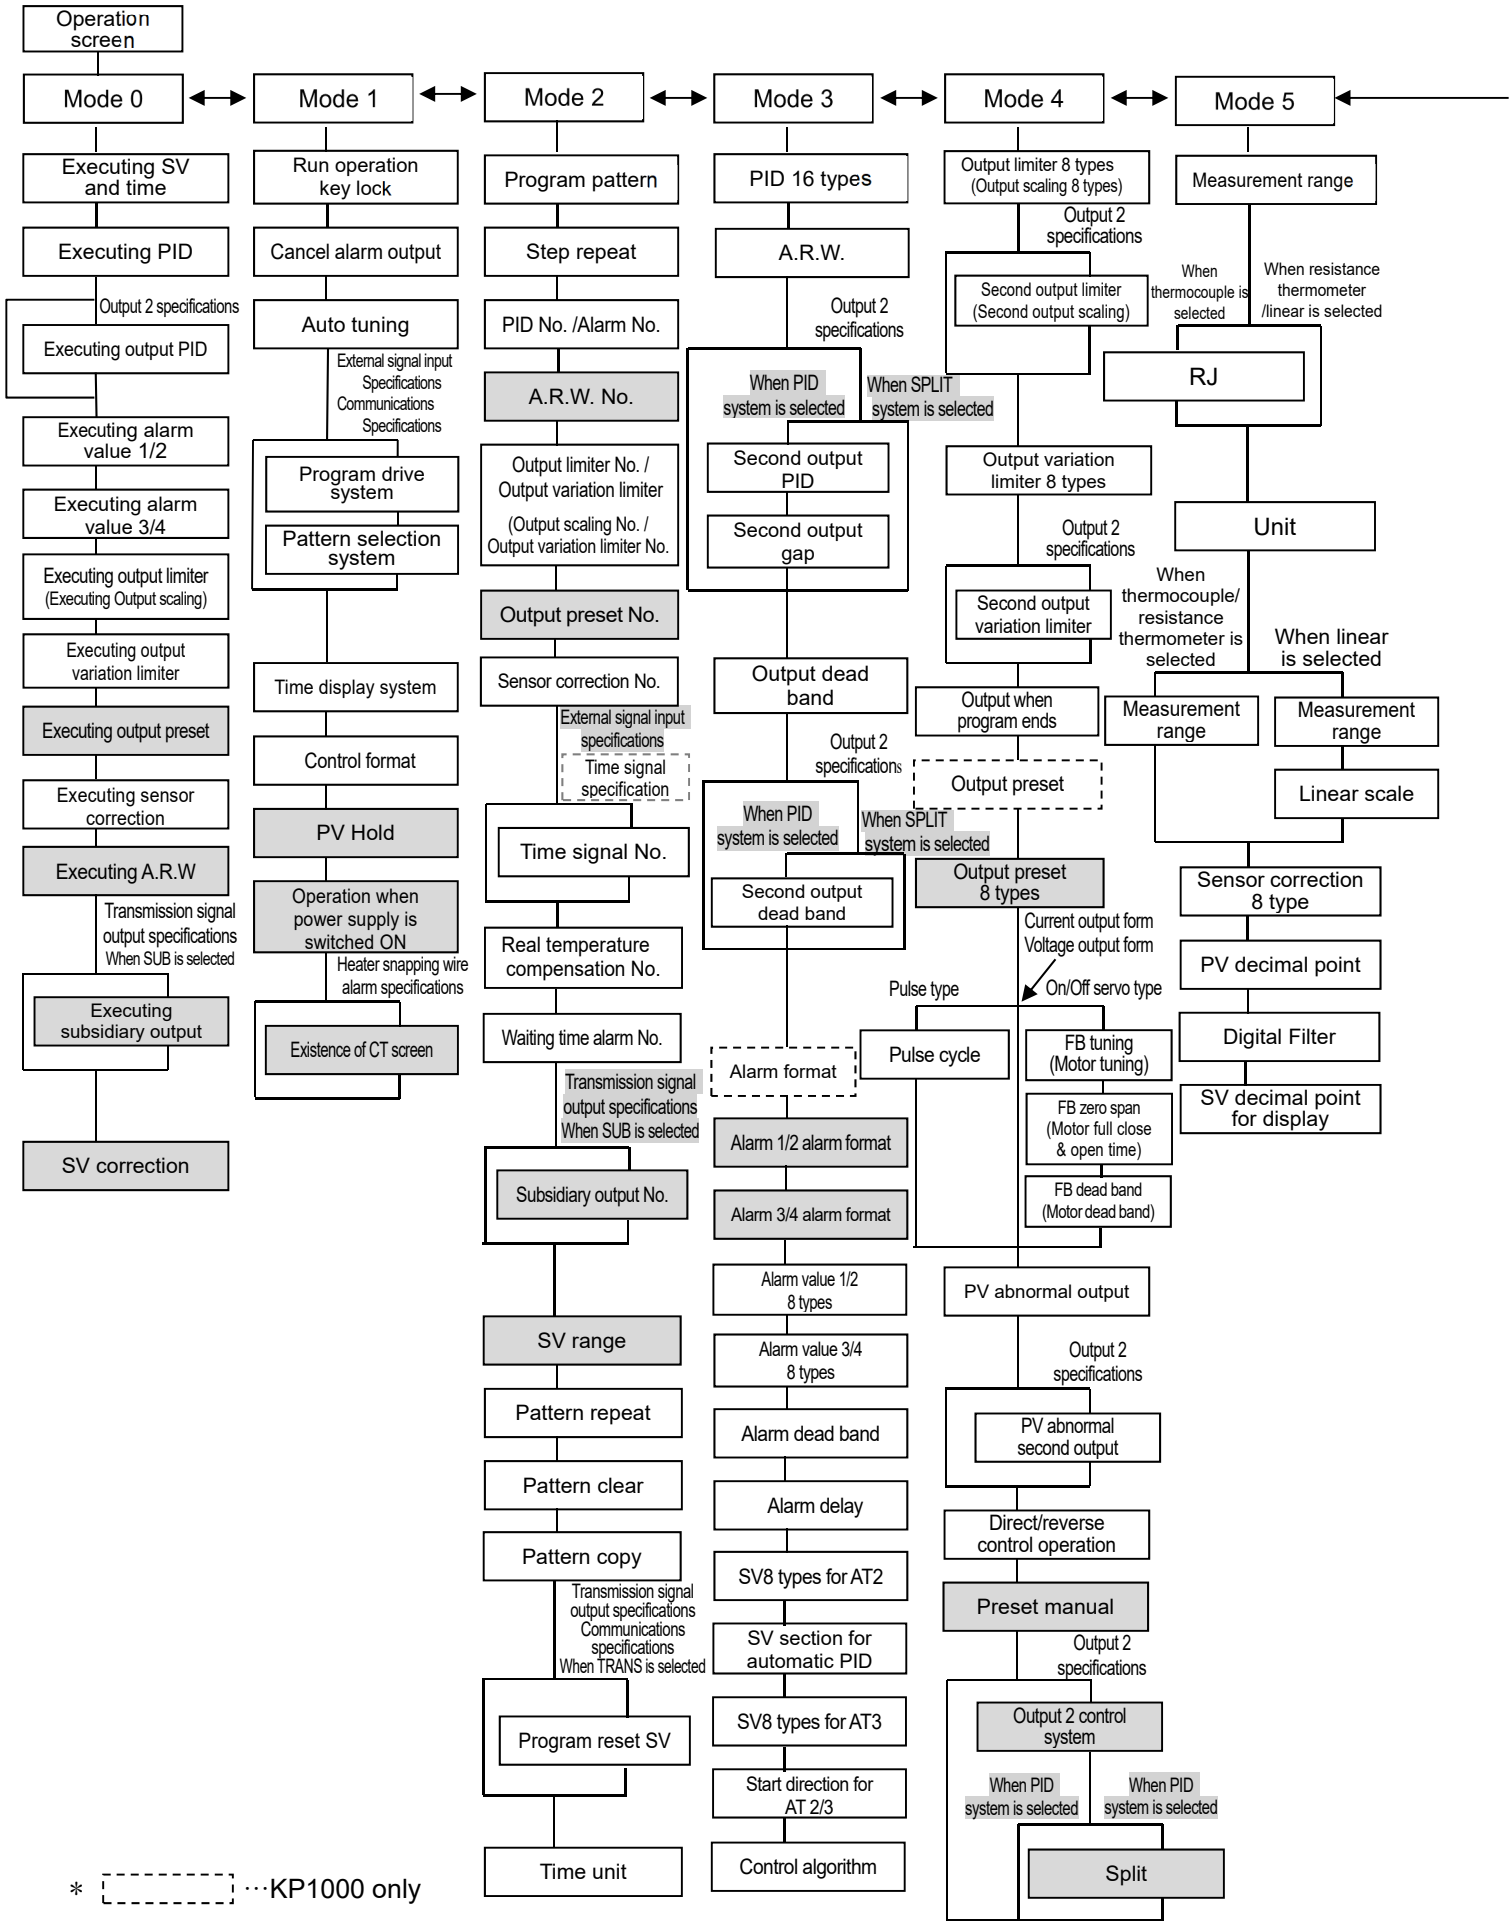 Operation
screen
Mode 0
Executing SV
and time
Executing PID
Output 2 specifications
Executing output PID
Executing alarm
value 1/2
Executing alarm
value 3/4
Executing output limiter
(Executing Output scaling)
Executing output
variation limiter
Executing output preset
Executing sensor
correction
Executing A.R.W
Transmission signal
output specifications
When SUB is selected
Executing
subsidiary output
SV correction
Mode 1
Run operation
key lock
Cancel alarm output
Auto tuning
External signal input
Specifications
Communications
Specifications
Program drive
system
Pattern selection
system
Time display system
Control format
PV Hold
Operation when
power supply is
switched ON
Heater snapping wire
alarm specifications
Existence of CT screen
Mode 2
Program pattern
Step repeat
PID No. /Alarm No.
A.R.W. No.
Output limiter No. /
Output variation limiter
(Output scaling No. /
Output variation limiter No.
Output preset No.
Sensor correction No.
External signal input
specifications
Time signal
specification
Time signal No.
Real temperature
compensation No.
Waiting time alarm No.
Transmission signal
output specifications
When SUB is selected
Subsidiary output No.
SV range
Pattern repeat
Pattern clear
Pattern copy
Transmission signal
output specifications
Communications
specifications
When TRANS is selected
Program reset SV
Time unit
Mode 3
PID 16 types
A.R.W.
Output 2
specifications
When PID
system is selected
When SPLIT
system is selected
Second output
PID
Second output
gap
Output dead
band
Output 2
specifications
When PID
system is selected
When SPLIT
system is selected
Second output
dead band
Alarm format
Alarm 1/2 alarm format
Alarm 3/4 alarm format
Alarm value 1/2
8 types
Alarm value 3/4
8 types
Alarm dead band
Alarm delay
SV8 types for AT2
SV section for
automatic PID
SV8 types for AT3
Start direction for
AT 2/3
Control algorithm
Mode 4
Output limiter 8 types
(Output scaling 8 types)
Output 2
specifications
Second output limiter
(Second output scaling)
Output variation
limiter 8 types
Output 2
specifications
Second output
variation limiter
Output when
program ends
Output preset
Output preset
8 types
Current output form
Voltage output form
Pulse type
On/Off servo type
Pulse cycle
FB tuning
(Motor tuning)
FB zero span
(Motor full close
& open time)
FB dead band
(Motor dead band)
PV abnormal output
Output 2
specifications
PV abnormal
second output
Direct/reverse
control operation
Preset manual
Output 2
specifications
Output 2 control
system
When PID
system is selected
When PID
system is selected
Split
Mode 5
Measurement range
When
thermocouple is
selected
When resistance
thermometer
/linear is selected
RJ
Unit
When
thermocouple/
resistance
thermometer is
selected
When linear
is selected
Measurement
range
Measurement
range
Linear scale
Sensor correction
8 type
PV decimal point
Digital Filter
SV decimal point
for display
* ···KP1000 only